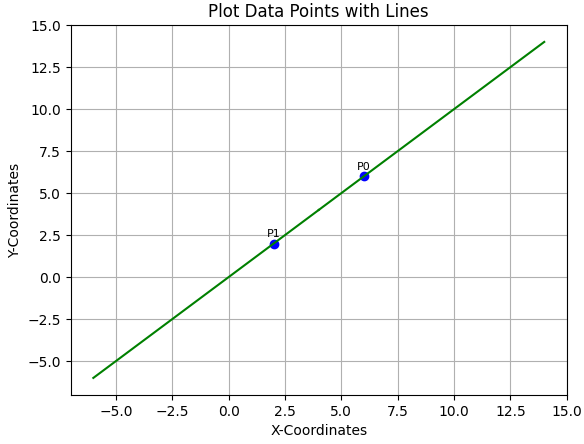 Plot Data Points with Lines
15.0
12.5
10.0
7.5
5.0
2.5
0.0
−2.5
−5.0
Y-Coordinates
P0
P1
−5.0 −2.5 0.0 2.5 5.0 7.5 10.0 12.5 15.0
X-Coordinates